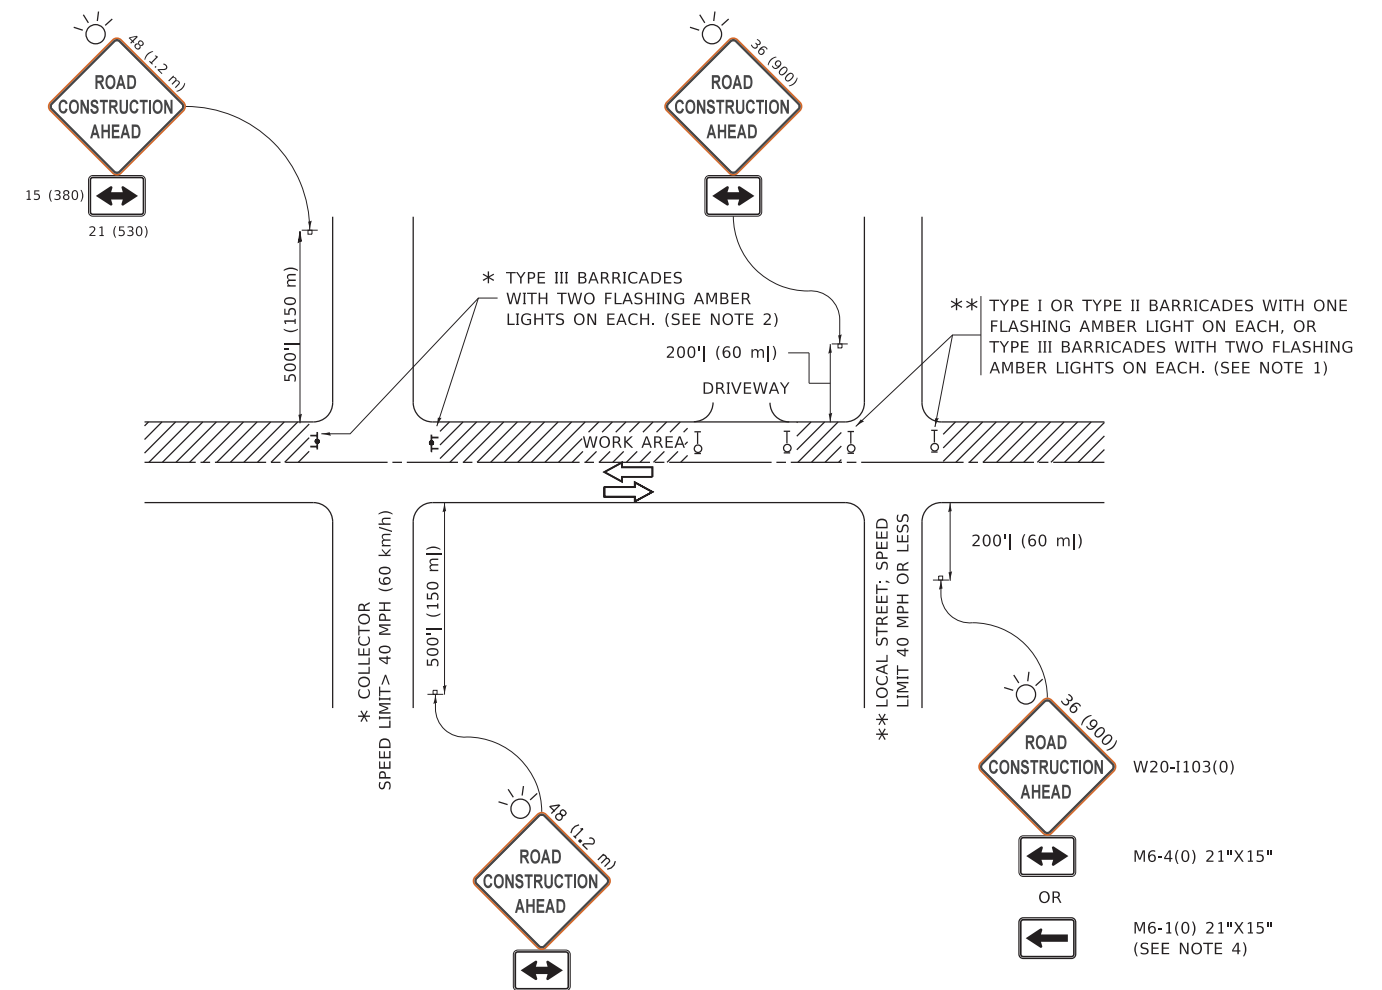 48 (1.2 m)
ROAD
CONSTRUCTION
AHEAD
15 (380)
21 (530)
36 (900)
ROAD
CONSTRUCTION
AHEAD
500'| (150 m)
* TYPE III BARRICADES
WITH TWO FLASHING AMBER
LIGHTS ON EACH. (SEE NOTE 2)
200'| (60 m|)
DRIVEWAY
** TYPE I OR TYPE II BARRICADES WITH ONE
FLASHING AMBER LIGHT ON EACH, OR
TYPE III BARRICADES WITH TWO FLASHING
AMBER LIGHTS ON EACH. (SEE NOTE 1)
WORK AREA
* COLLECTOR
SPEED LIMIT> 40 MPH (60 km/h)
500'| (150 m|)
** LOCAL STREET; SPEED
LIMIT 40 MPH OR LESS
200'| (60 m|)
48 (1.2 m)
ROAD
CONSTRUCTION
AHEAD
36 (900)
ROAD
CONSTRUCTION
AHEAD
W20-I103(0)
M6-4(0) 21"X15"
OR
M6-1(0) 21"X15"
(SEE NOTE 4)